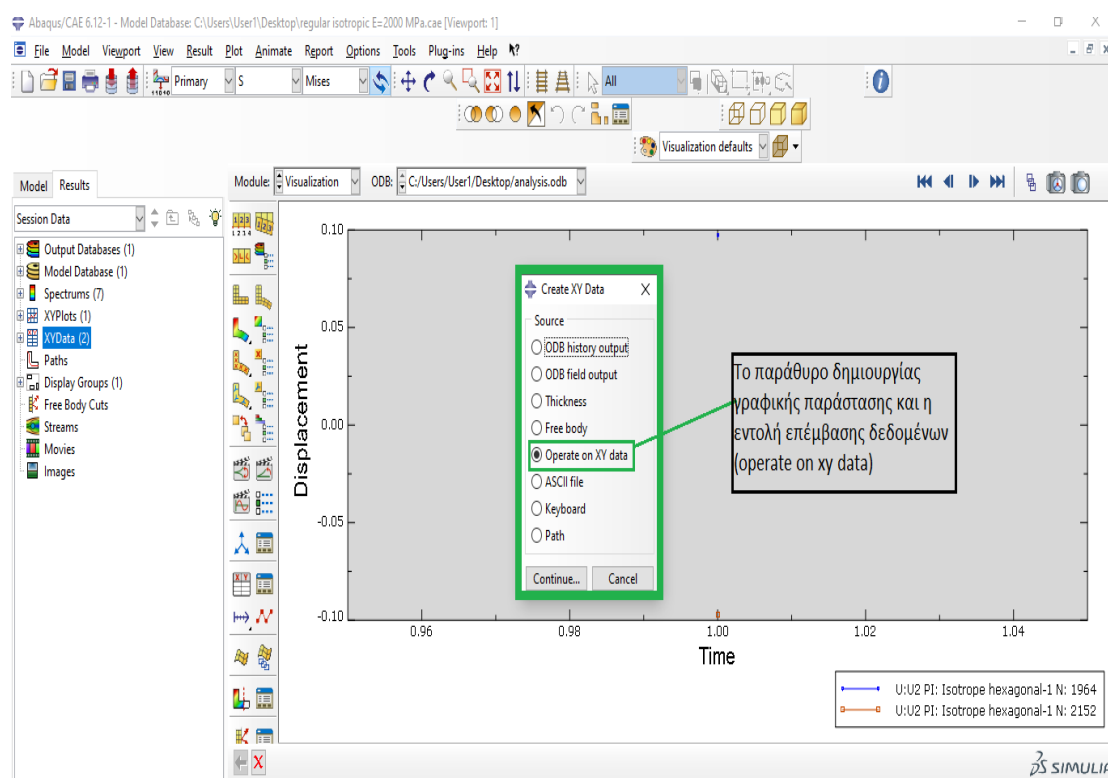 Abaqus/CAE 6.12-1 - Model Database: C:\Users\User1\Desktop\regular isotropic E=2000 MPa.cae [Viewport: 1]
File Model Viewport View Result Plot Animate Report Options Tools Plug-ins Help
Primary S Mises All
Visualization defaults
Model Results
Module: Visualization ODB: C:/Users/User1/Desktop/analysis.odb
Session Data
Output Databases (1)
Model Database (1)
Spectrums (7)
XYPlots (1)
XYData (2)
Paths
Display Groups (1)
Free Body Cuts
Streams
Movies
Images
0.10
0.05
0.00
-0.05
-0.10
Displacement
0.96 0.98 1.00 1.02 1.04
Time
Create XY Data X
Source
ODB history output
ODB field output
Thickness
Free body
Operate on XY data
ASCII file
Keyboard
Path
Continue... Cancel
Το παράθυρο δημιουργίας
γραφικής παράστασης και η
εντολή επέμβασης δεδομένων
(operate on xy data)
U:U2 PI: Isotrope hexagonal-1 N: 1964
U:U2 PI: Isotrope hexagonal-1 N: 2152
SIMULIA